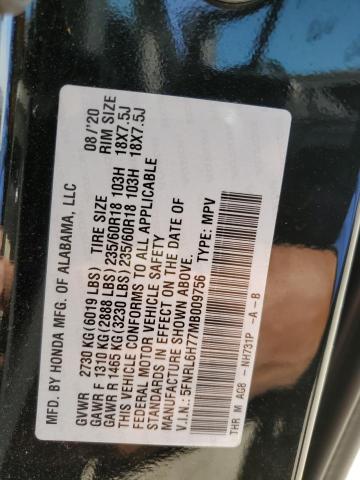 MFD. BY HONDA MFG. OF ALABAMA, LLC 08/'20
TIRE SIZE RIM SIZE
GVWR 2730 KG(6019 LBS)
GAWR F 1310 KG(2888 LBS) 235/60R18 103H 18X7.5J
GAWR R 1465 KG(3230 LBS) 235/60R18 103H 18X7.5J
THIS VEHICLE CONFORMS TO ALL APPLICABLE
FEDERAL MOTOR VEHICLE SAFETY
STANDARDS IN EFFECT ON THE DATE OF
MANUFACTURE SHOWN ABOVE.
V.I.N.: 5FNRL6H77MB009756 TYPE: MPV
THR M AG8 - NH731P -A - B